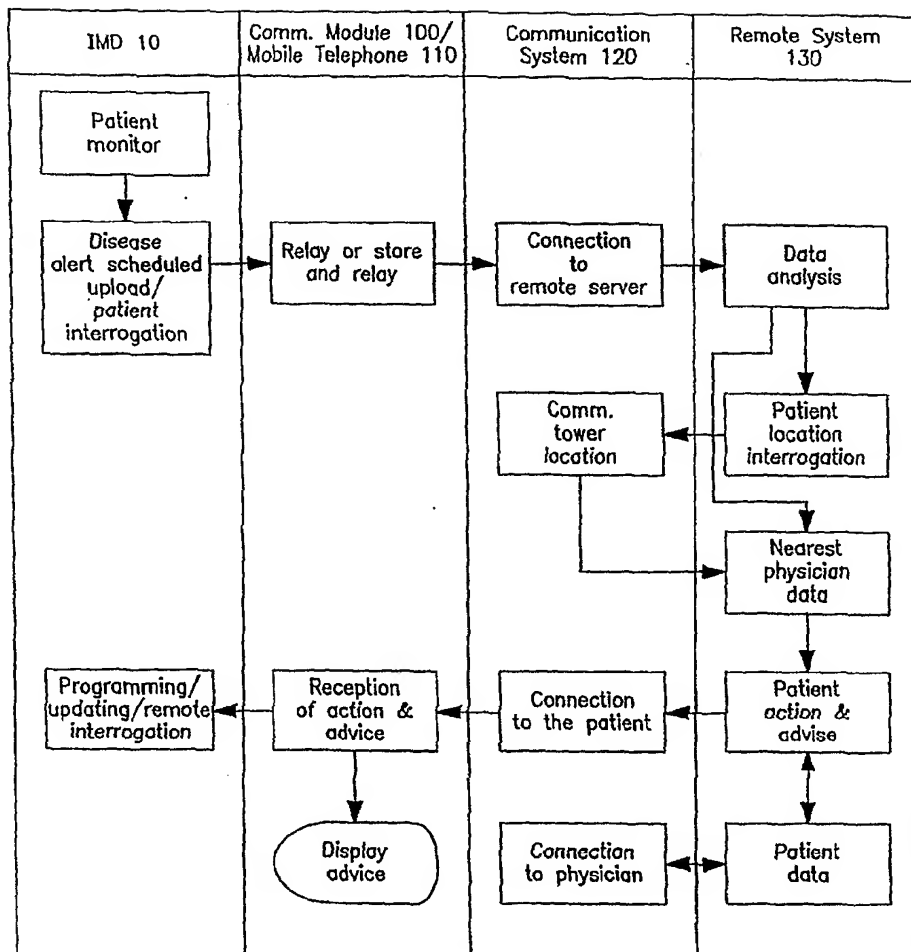 IMD 10
Comm. Module 100/
Mobile Telephone 110
Communication
System 120
Remote System
130
Patient
monitor
Disease
alert scheduled
upload/
patient
interrogation
Relay or store
and relay
Connection
to
remote server
Data
analysis
Comm.
tower
location
Patient
location
interrogation
Nearest
physician
data
Programming/
updating/remote
interrogation
Reception
of action &
advice
Connection
to the patient
Patient
action &
advise
Display
advice
Connection
to physician
Patient
data